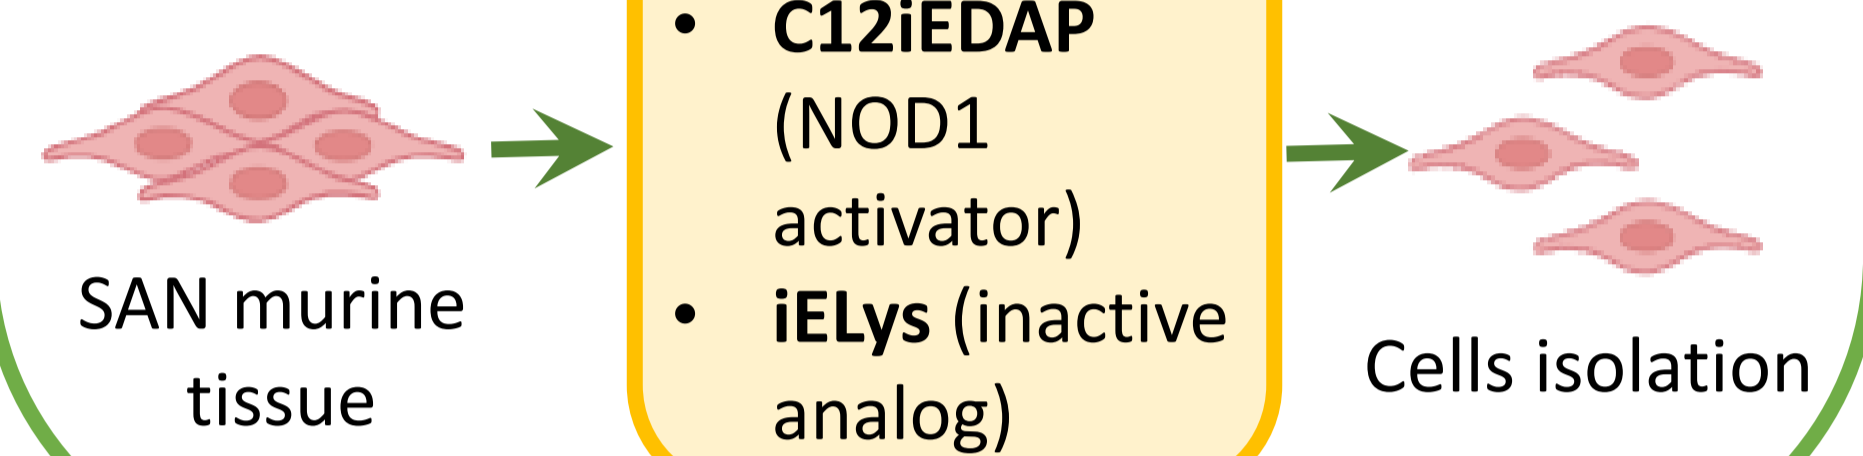 SAN murine
tissue
• C12iEDAP
(NOD1
activator)
• iELys (inactive
analog)
Cells isolation